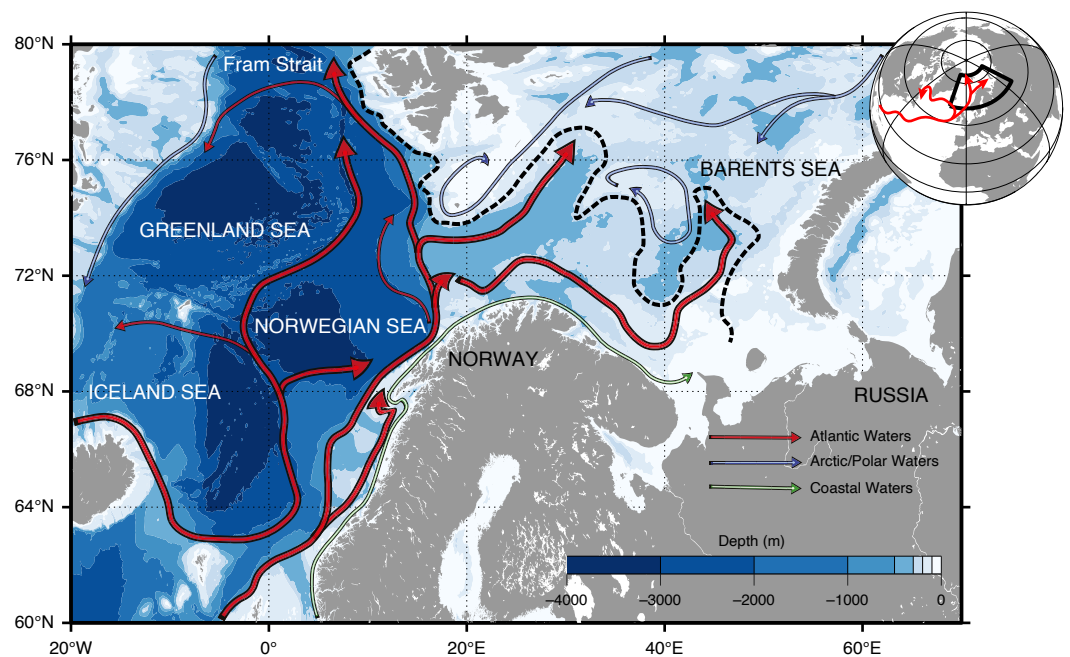 80°N
Fram Strait
76°N
BARENTS SEA
GREENLAND SEA
72°N
NORWEGIAN SEA
NORWAY
68°N
ICELAND SEA
RUSSIA
Atlantic Waters
Arctic/Polar Waters
Coastal Waters
64°N
Depth (m)
−4000 −3000 −2000 −1000 0
60°N
20°W 0° 20°E 40°E 60°E